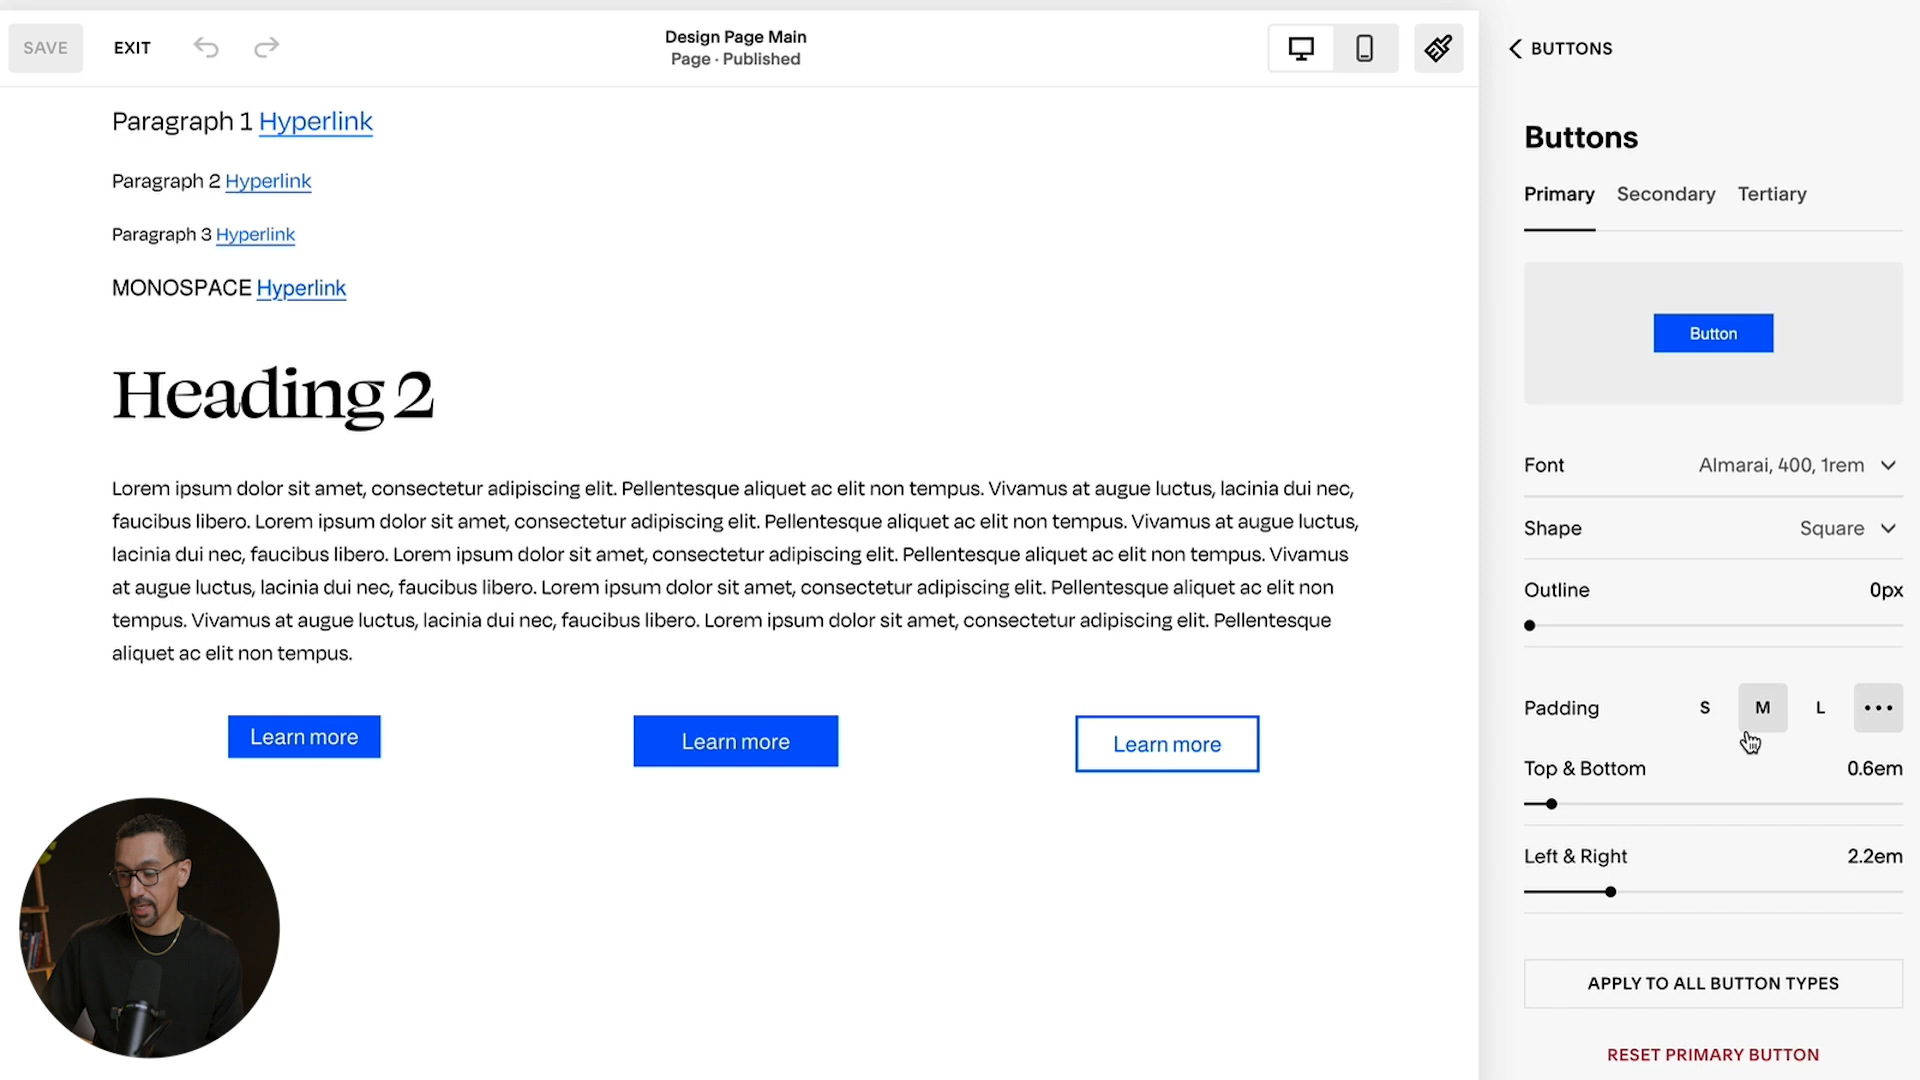 SAVE
EXIT
Design Page Main
Page · Published
BUTTONS
Paragraph 1 Hyperlink
Paragraph 2 Hyperlink
Paragraph 3 Hyperlink
MONOSPACE Hyperlink
Heading 2
Lorem ipsum dolor sit amet, consectetur adipiscing elit. Pellentesque aliquet ac elit non tempus. Vivamus at augue luctus, lacinia dui nec,
faucibus libero. Lorem ipsum dolor sit amet, consectetur adipiscing elit. Pellentesque aliquet ac elit non tempus. Vivamus at augue luctus,
lacinia dui nec, faucibus libero. Lorem ipsum dolor sit amet, consectetur adipiscing elit. Pellentesque aliquet ac elit non tempus. Vivamus
at augue luctus, lacinia dui nec, faucibus libero. Lorem ipsum dolor sit amet, consectetur adipiscing elit. Pellentesque aliquet ac elit non
tempus. Vivamus at augue luctus, lacinia dui nec, faucibus libero. Lorem ipsum dolor sit amet, consectetur adipiscing elit. Pellentesque
aliquet ac elit non tempus.
Learn more
Learn more
Learn more
Buttons
Primary Secondary Tertiary
Button
Font Almarai, 400, 1rem
Shape Square
Outline 0px
Padding S M L
Top & Bottom 0.6em
Left & Right 2.2em
APPLY TO ALL BUTTON TYPES
RESET PRIMARY BUTTON